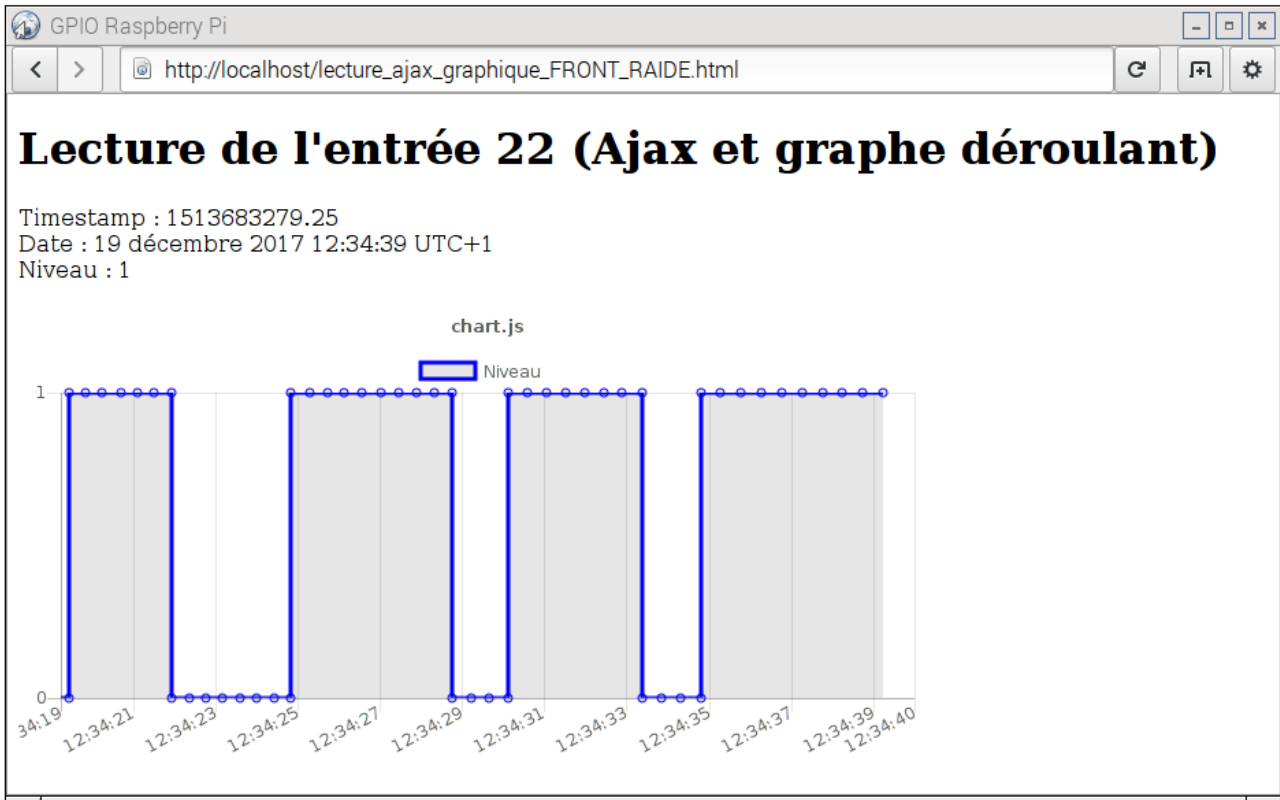 GPIO Raspberry Pi
http://localhost/lecture_ajax_graphique_FRONT_RAIDE.html
Lecture de l'entrée 22 (Ajax et graphe déroulant)
Timestamp : 1513683279.25
Date : 19 décembre 2017 12:34:39 UTC+1
Niveau : 1
chart.js
Niveau
1
0
34:19 12:34:21 12:34:23 12:34:25 12:34:27 12:34:29 12:34:31 12:34:33 12:34:35 12:34:37 12:34:39 12:34:40